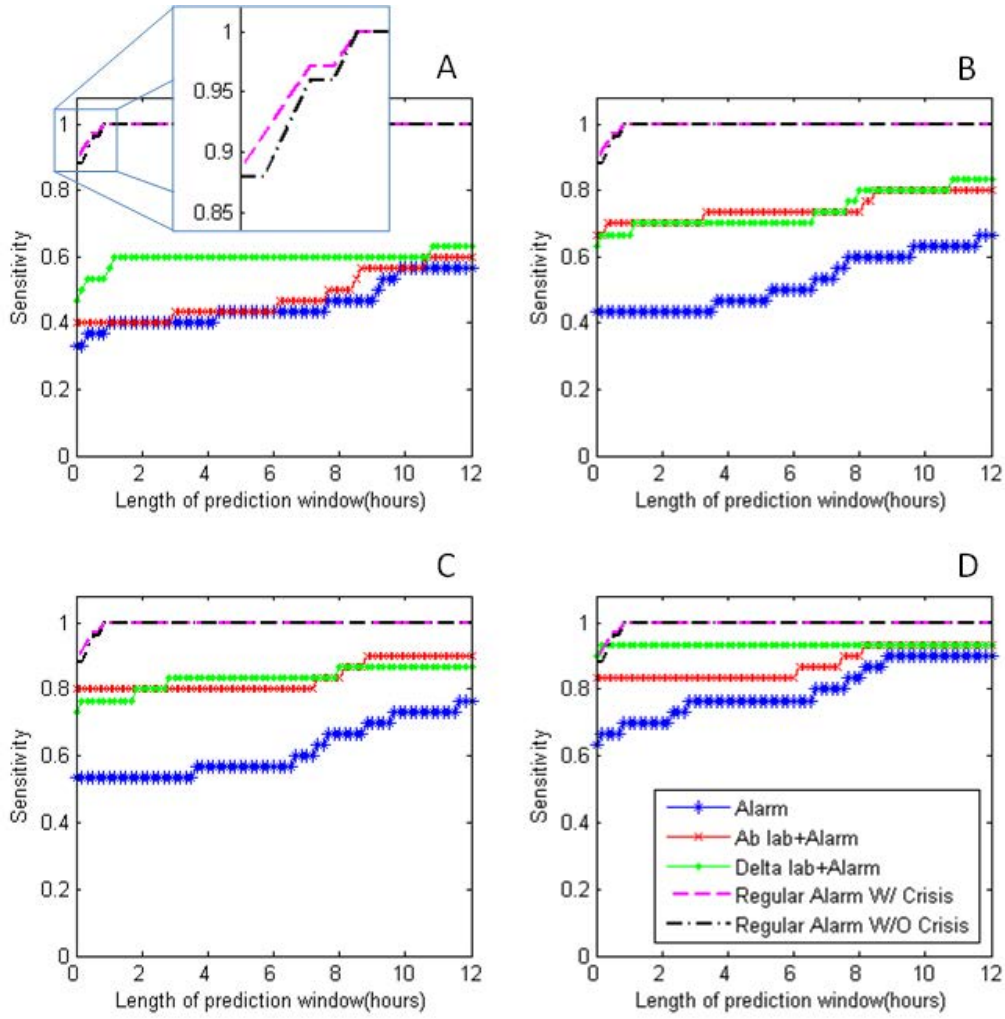 A
1
0.95
0.9
0.85
1
0.8
0.6
0.4
0.2
0
Sensitivity
0 2 4 6 8 10 12
Length of prediction window(hours)
B
1
0.8
0.6
0.4
0.2
0
Sensitivity
0 2 4 6 8 10 12
Length of prediction window(hours)
C
1
0.8
0.6
0.4
0.2
0
Sensitivity
0 2 4 6 8 10 12
Length of prediction window(hours)
D
1
0.8
0.6
0.4
0.2
0
Sensitivity
0 2 4 6 8 10 12
Length of prediction window(hours)
Alarm
Ab lab+Alarm
Delta lab+Alarm
Regular Alarm W/ Crisis
Regular Alarm W/O Crisis